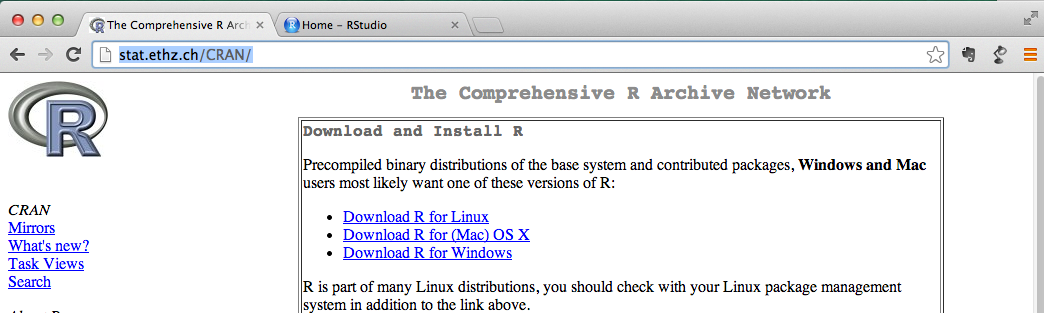 The Comprehensive R Arch
Home – RStudio
stat.ethz.ch/CRAN/
R
The Comprehensive R Archive Network
Download and Install R
Precompiled binary distributions of the base system and contributed packages, Windows and Mac
users most likely want one of these versions of R:
• Download R for Linux
• Download R for (Mac) OS X
• Download R for Windows
R is part of many Linux distributions, you should check with your Linux package management
system in addition to the link above.
CRAN
Mirrors
What's new?
Task Views
Search